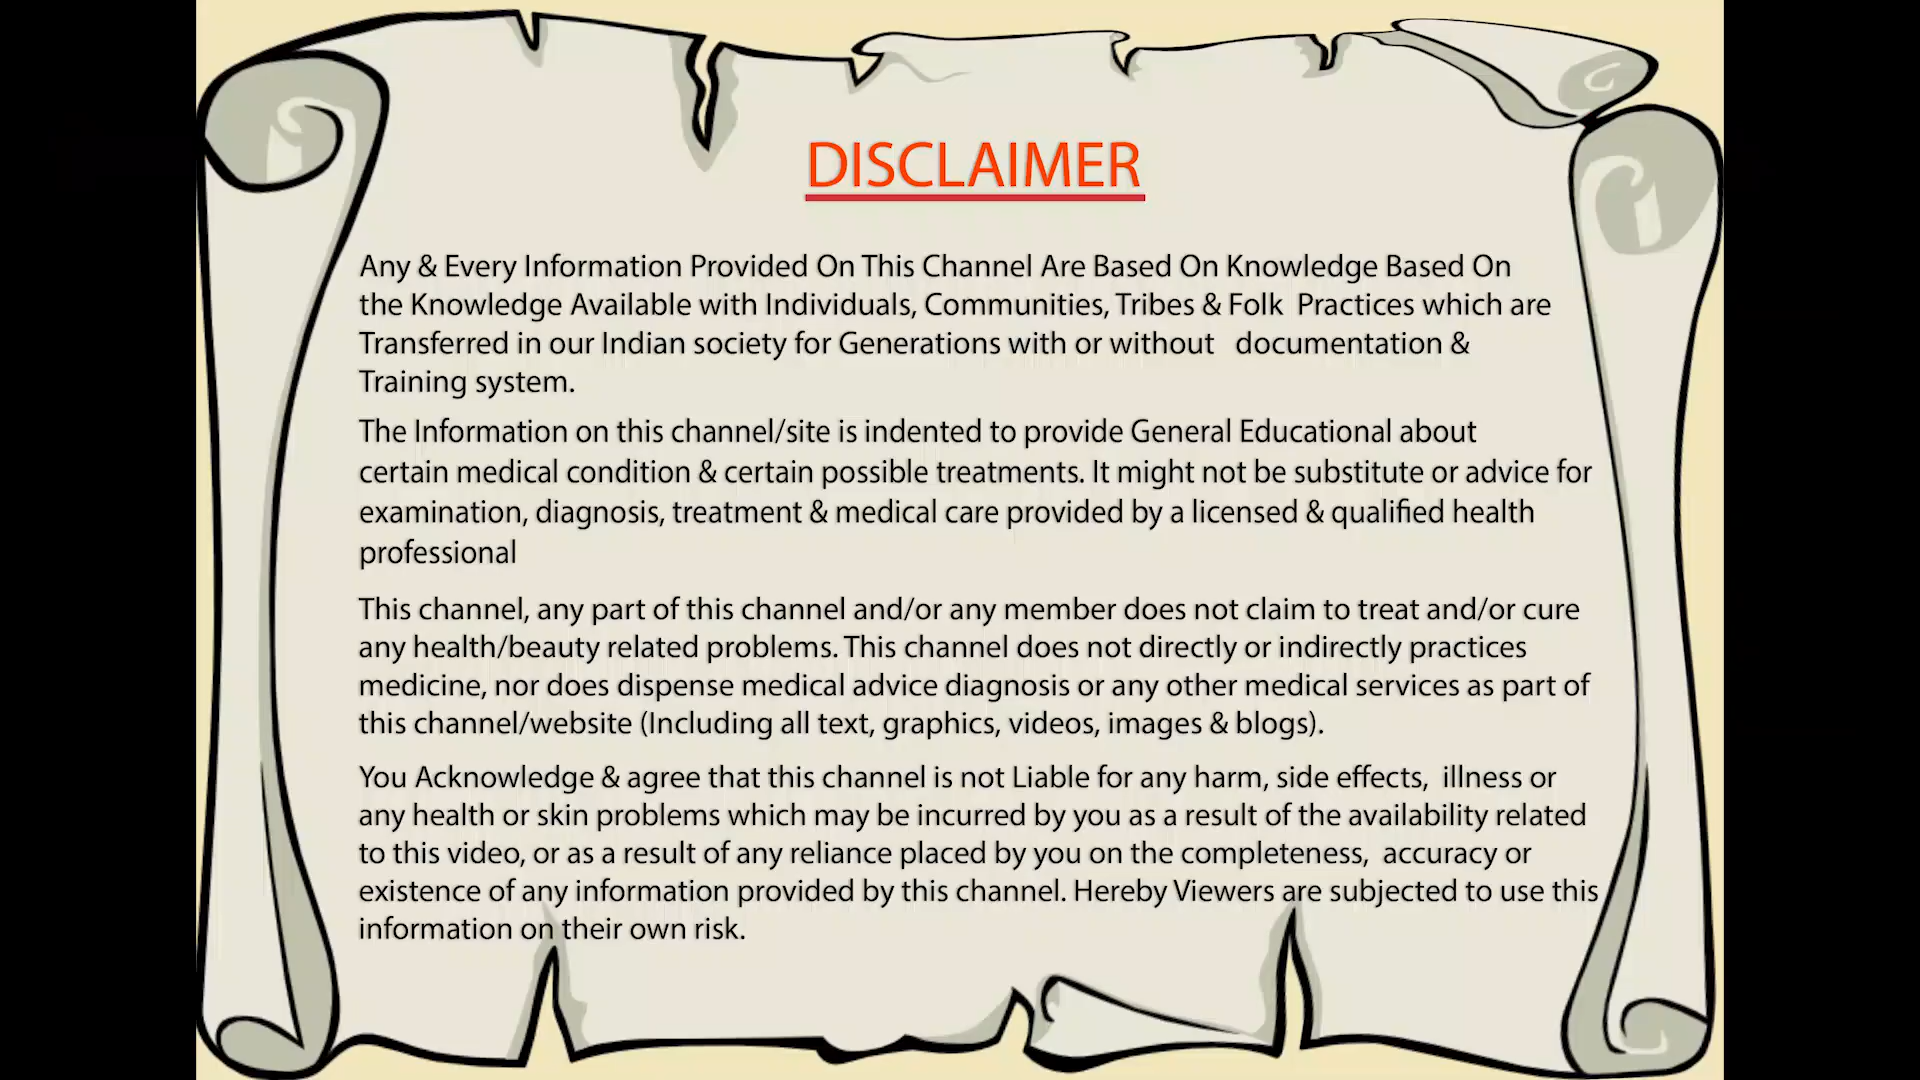 DISCLAIMER
Any & Every Information Provided On This Channel Are Based On Knowledge Based On
the Knowledge Available with Individuals, Communities, Tribes & Folk Practices which are
Transferred in our Indian society for Generations with or without documentation &
Training system.
The Information on this channel/site is indented to provide General Educational about
certain medical condition & certain possible treatments. It might not be substitute or advice for
examination, diagnosis, treatment & medical care provided by a licensed & qualified health
professional
This channel, any part of this channel and/or any member does not claim to treat and/or cure
any health/beauty related problems. This channel does not directly or indirectly practices
medicine, nor does dispense medical advice diagnosis or any other medical services as part of
this channel/website (Including all text, graphics, videos, images & blogs).
You Acknowledge & agree that this channel is not Liable for any harm, side effects, illness or
any health or skin problems which may be incurred by you as a result of the availability related
to this video, or as a result of any reliance placed by you on the completeness, accuracy or
existence of any information provided by this channel. Hereby Viewers are subjected to use this
information on their own risk.